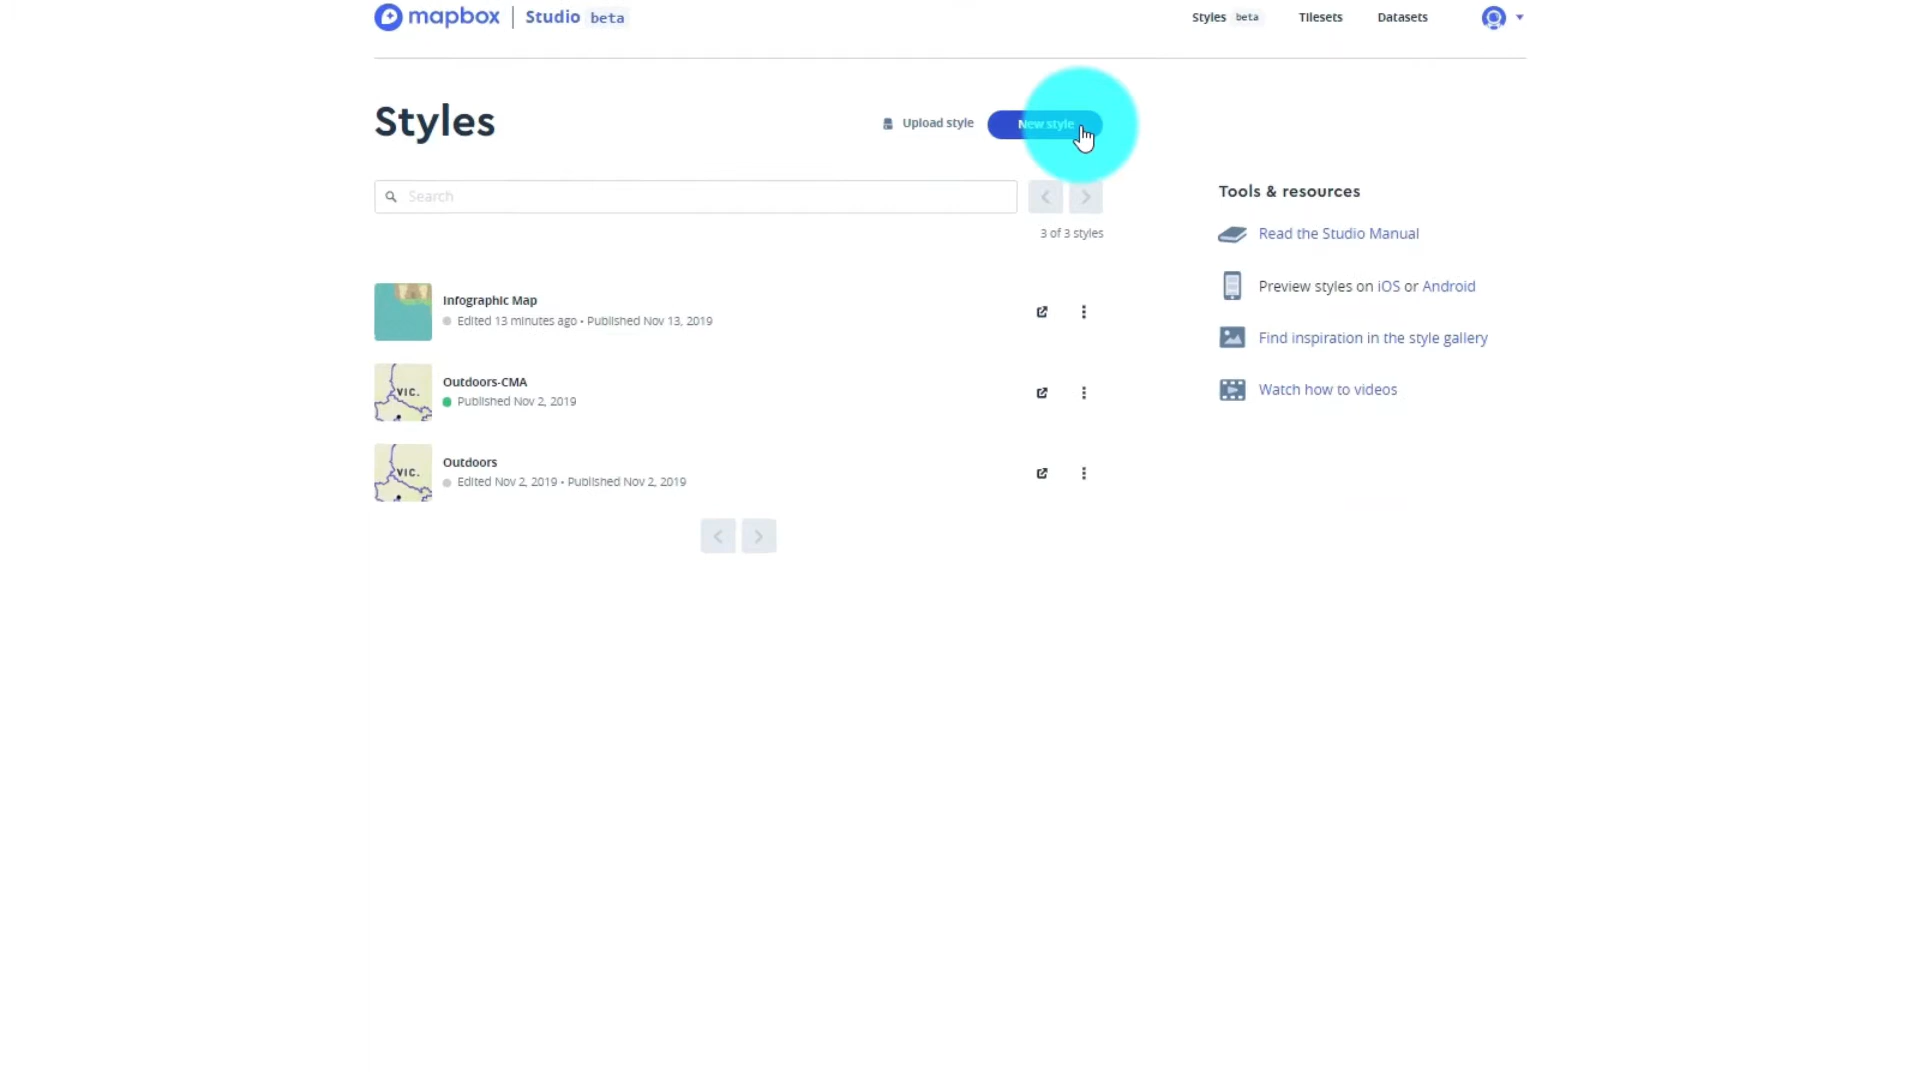 mapbox | Studio beta
Styles beta Tilesets Datasets
Styles
Upload style
New style
Search
3 of 3 styles
Infographic Map
Edited 13 minutes ago • Published Nov 13, 2019
VIC.
Outdoors-CMA
Published Nov 2, 2019
VIC.
Outdoors
Edited Nov 2, 2019 • Published Nov 2, 2019
Tools & resources
Read the Studio Manual
Preview styles on iOS or Android
Find inspiration in the style gallery
Watch how to videos